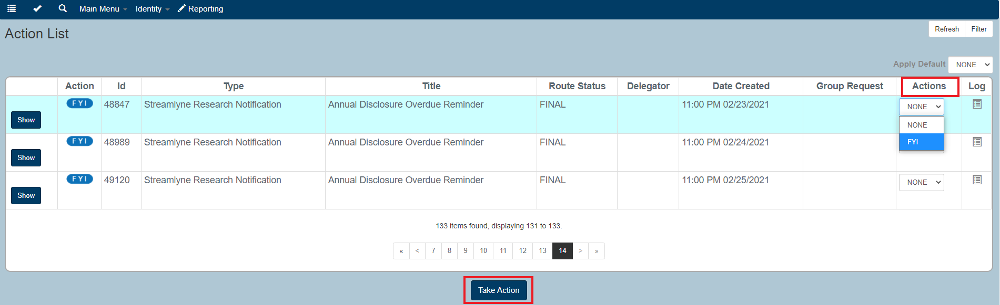 Main Menu Identity Reporting
Action List
Refresh Filter
Apply Default NONE
Action Id Type Title Route Status Delegator Date Created Group Request Actions Log
FYI 48847 Streamlyne Research Notification Annual Disclosure Overdue Reminder FINAL 11:00 PM 02/23/2021 NONE
Show
NONE
FYI
FYI 48989 Streamlyne Research Notification Annual Disclosure Overdue Reminder FINAL 11:00 PM 02/24/2021
Show
FYI 49120 Streamlyne Research Notification Annual Disclosure Overdue Reminder FINAL 11:00 PM 02/25/2021 NONE
Show
133 items found, displaying 131 to 133.
« < 7 8 9 10 11 12 13 14 > »
Take Action